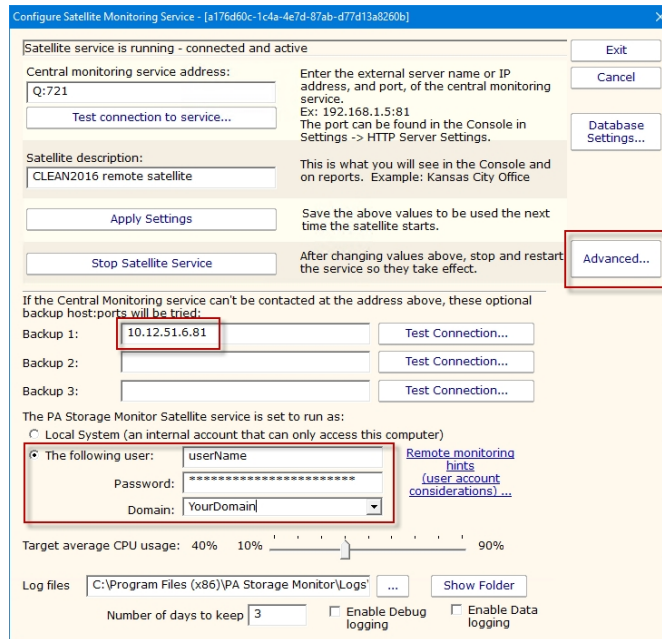 Configure Satellite Monitoring Service - [a176d60c-1c4a-4e7d-87ab-d77d13a8260b]
Satellite service is running - connected and active
Exit
Central monitoring service address:
Q:721
Test connection to service...
Enter the external server name or IP
address, and port, of the central monitoring
service.
Ex: 192.168.1.5:81
The port can be found in the Console in
Settings -> HTTP Server Settings.
Cancel
Database
Settings...
Satellite description:
CLEAN2016 remote satellite
This is what you will see in the Console and
on reports. Example: Kansas City Office
Apply Settings
Save the above values to be used the next
time the satellite starts.
Stop Satellite Service
After changing values above, stop and restart
the service so they take effect.
Advanced...
If the Central Monitoring service can't be contacted at the address above, these optional
backup host:ports will be tried:
Backup 1:
10.12.51.6.81
Test Connection...
Backup 2:
Test Connection...
Backup 3:
Test Connection...
The PA Storage Monitor Satellite service is set to run as:
Local System (an internal account that can only access this computer)
The following user:
userName
Password:
***********************
Domain:
YourDomain
Remote monitoring
hints
(user account
considerations) ...
Target average CPU usage: 40% 10% 90%
Log files
C:\Program Files (x86)\PA Storage Monitor\Logs\
...
Show Folder
Number of days to keep
3
Enable Debug
logging
Enable Data
logging